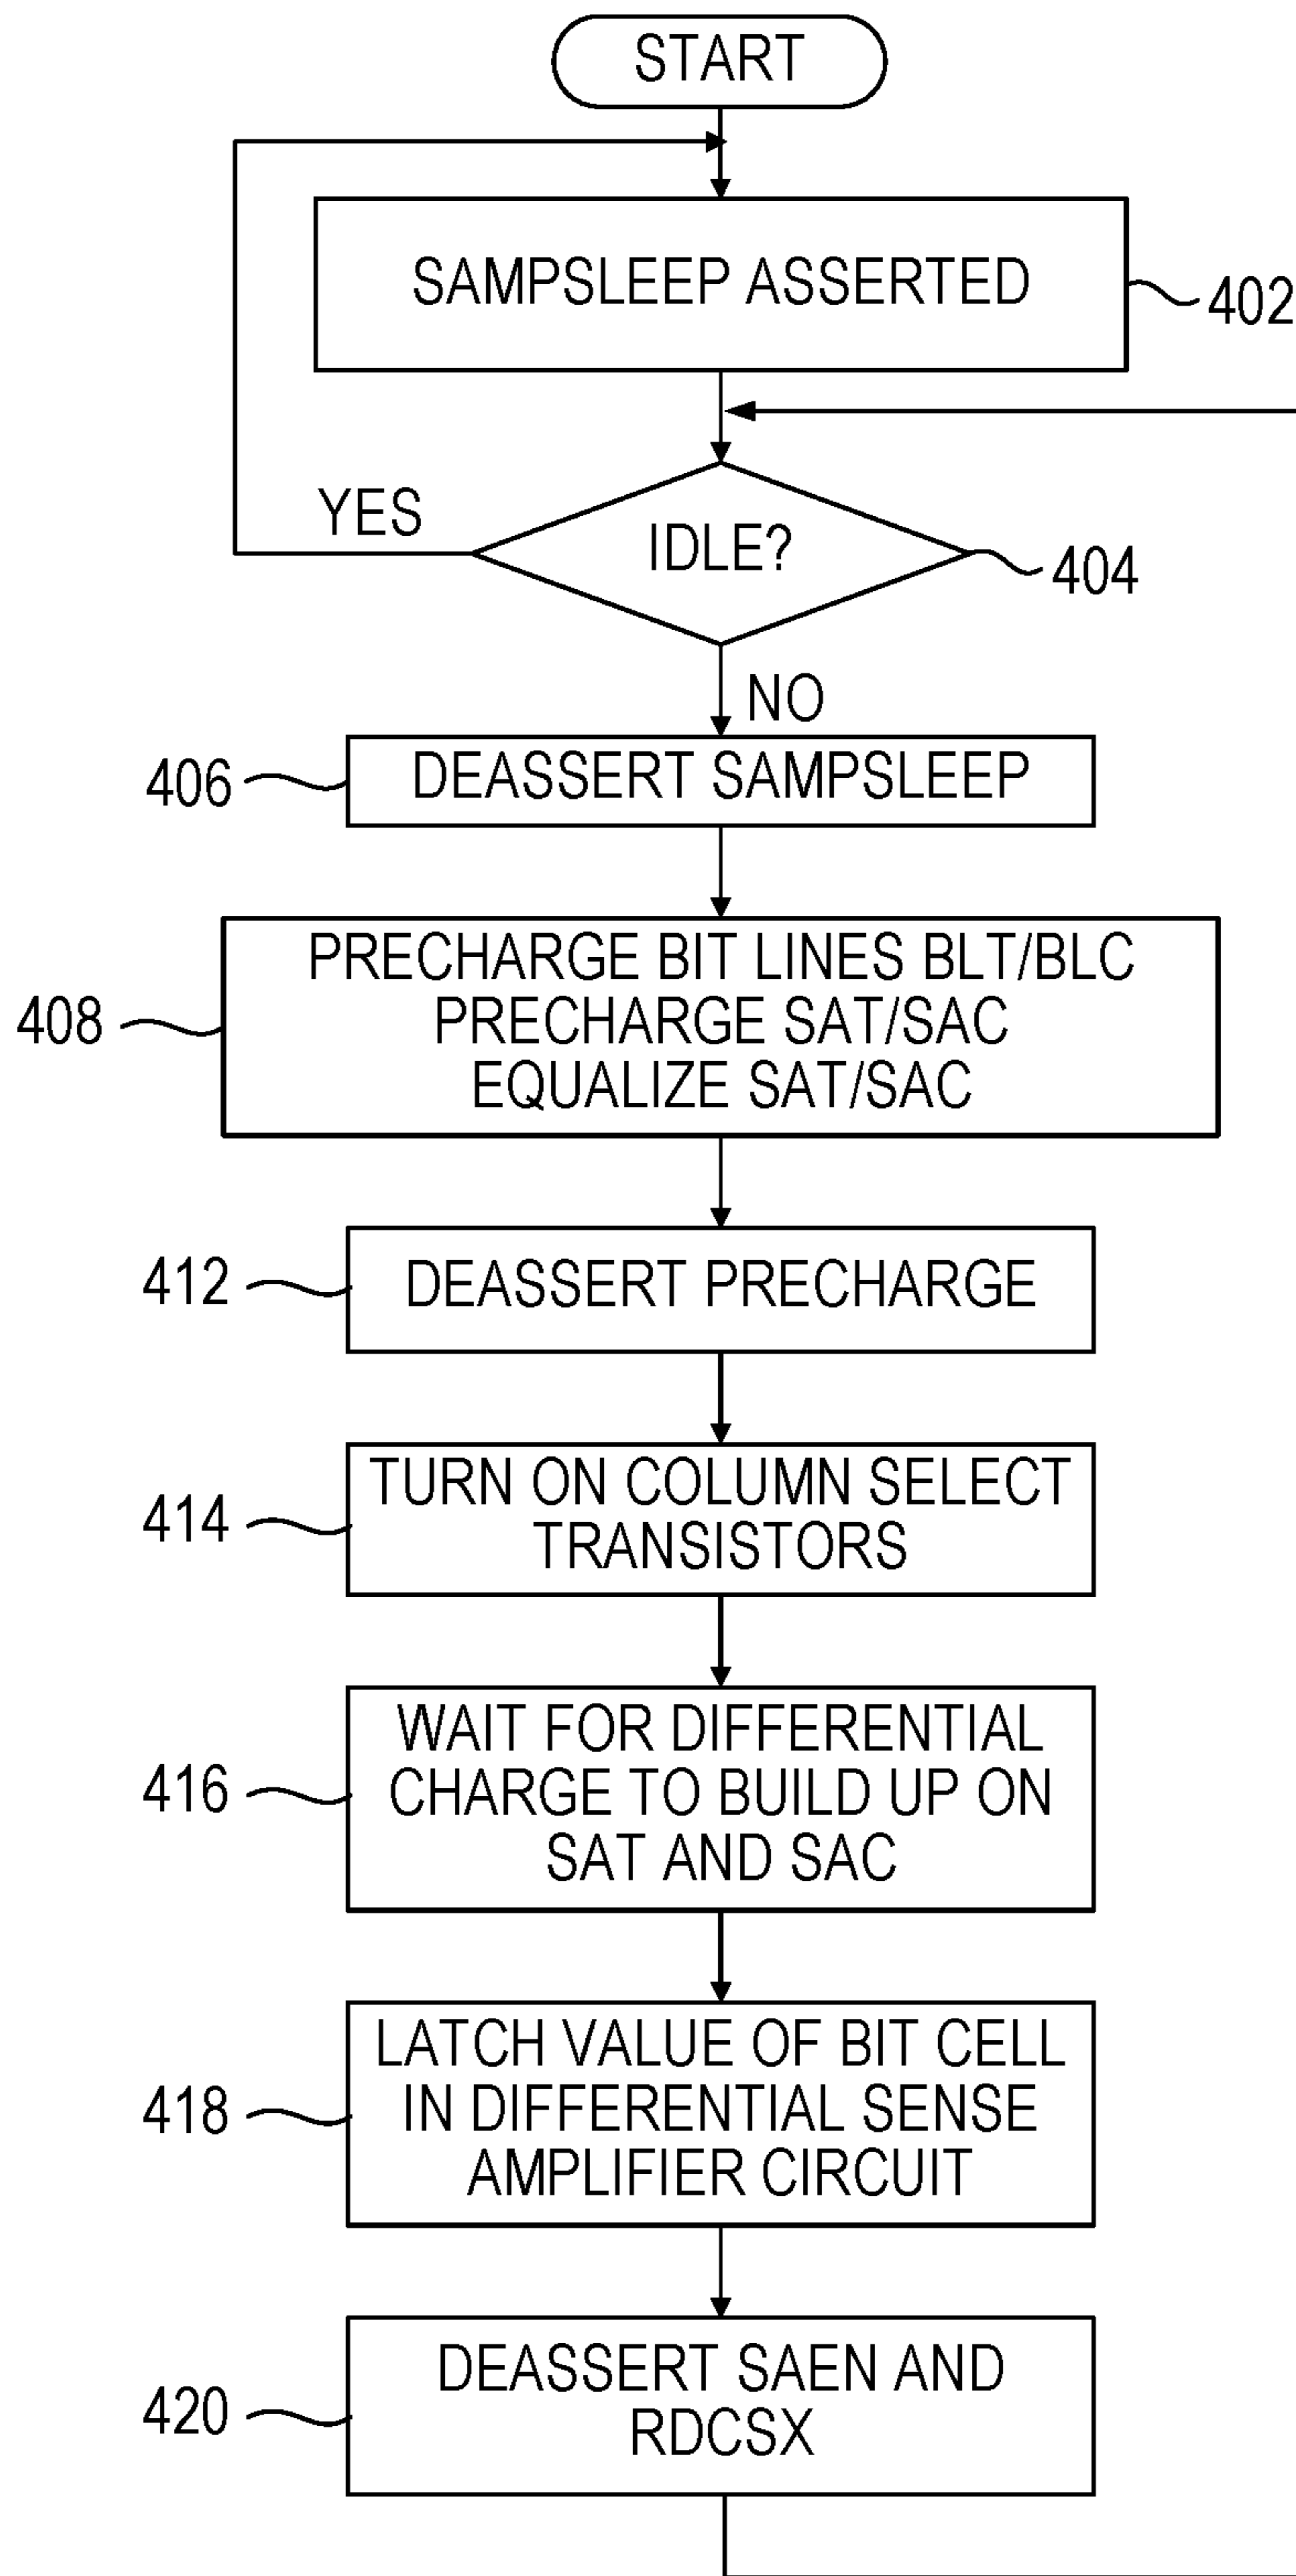 START
SAMPSLEEP ASSERTED
402
YES
IDLE?
404
NO
406
DEASSERT SAMPSLEEP
408
PRECHARGE BIT LINES BLT/BLC
PRECHARGE SAT/SAC
EQUALIZE SAT/SAC
412
DEASSERT PRECHARGE
414
TURN ON COLUMN SELECT
TRANSISTORS
416
WAIT FOR DIFFERENTIAL
CHARGE TO BUILD UP ON
SAT AND SAC
418
LATCH VALUE OF BIT CELL
IN DIFFERENTIAL SENSE
AMPLIFIER CIRCUIT
420
DEASSERT SAEN AND
RDCSX